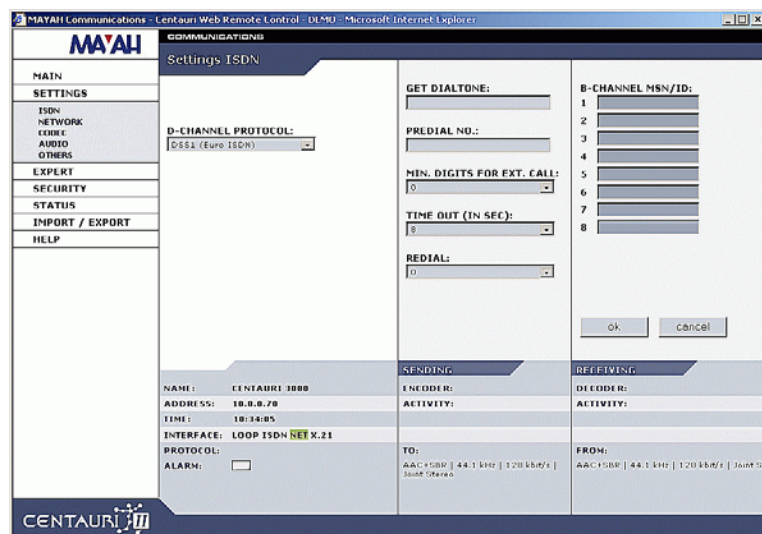 MAYAH Communications - Centauri Web Remote Control - DEMO - Microsoft Internet Explorer
MAYAH
COMMUNICATIONS
Settings ISDN
MAIN
SETTINGS
ISDN
NETWORK
CODEC
AUDIO
OTHERS
EXPERT
SECURITY
STATUS
IMPORT / EXPORT
HELP
D-CHANNEL PROTOCOL:
DSS1 (Euro ISDN)
GET DIALTONE:
PREDIAL NO.:
MIN. DIGITS FOR EXT. CALL:
0
TIME OUT (IN SEC):
8
REDIAL:
0
B-CHANNEL MSN/ID:
1
2
3
4
5
6
7
8
ok cancel
NAME: CENTAURI 3000
ADDRESS: 10.0.0.70
TIME: 10:34:05
INTERFACE: LOOP ISDN NET X.21
PROTOCOL:
ALARM:
SENDING
ENCODER:
ACTIVITY:
TO:
AAC+SBR | 44.1 kHz | 128 kbit/s |
Joint Stereo
RECEIVING
DECODER:
ACTIVITY:
FROM:
AAC+SBR | 44.1 kHz | 128 kbit/s | Joint S
CENTAURI II